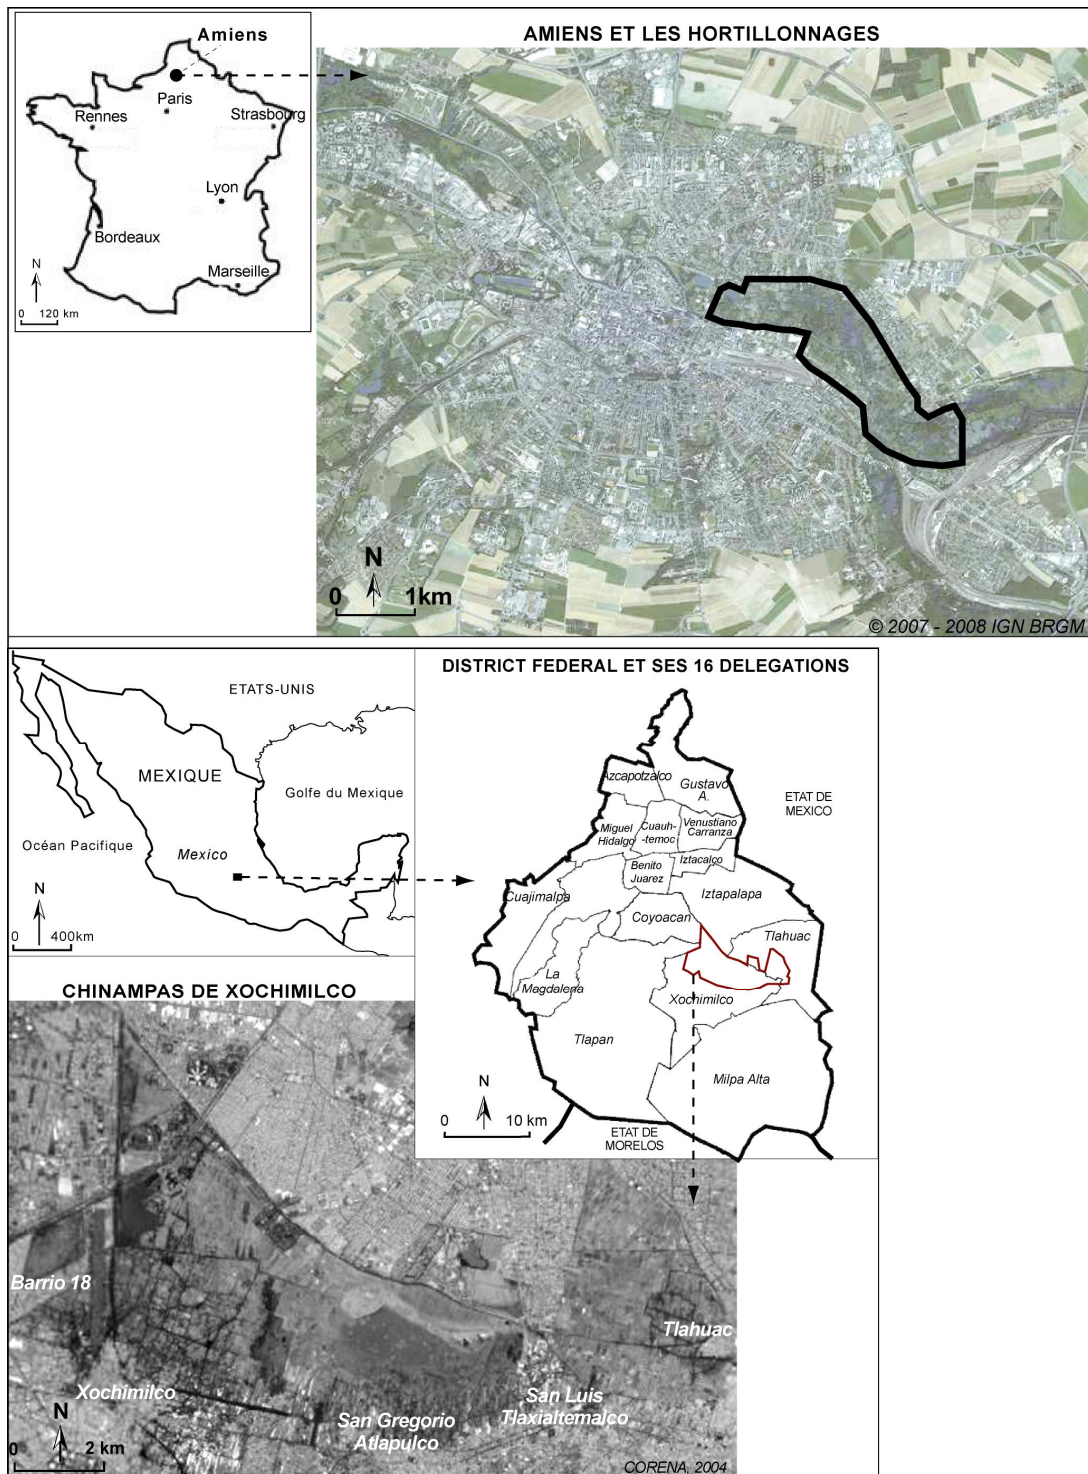 Amiens
Paris
Rennes
Strasbourg
Lyon
Bordeaux
Marseille
N
0 120 km
AMIENS ET LES HORTILLONNAGES
N
0 1km
© 2007 - 2008 IGN BRGM
ETATS-UNIS
MEXIQUE
Golfe du Mexique
Océan Pacifique
Mexico
N
0 400km
DISTRICT FEDERAL ET SES 16 DELEGATIONS
Azcapotzalco
Gustavo
A.
ETAT DE
MEXICO
Miguel
Hidalgo
Cuauh-
-temoc
Venustiano
Carranza
Benito
Juarez
Iztacalco
Cuajimalpa
Iztapalapa
Coyoacan
Tlahuac
La
Magdalena
Xochimilco
Tlapan
Milpa Alta
N
0 10 km
ETAT DE
MORELOS
CHINAMPAS DE XOCHIMILCO
Barrio 18
Tlahuac
Xochimilco
San Luis
Tlaxialtemalco
San Gregorio
Atlapulco
N
0 2 km
CORENA, 2004